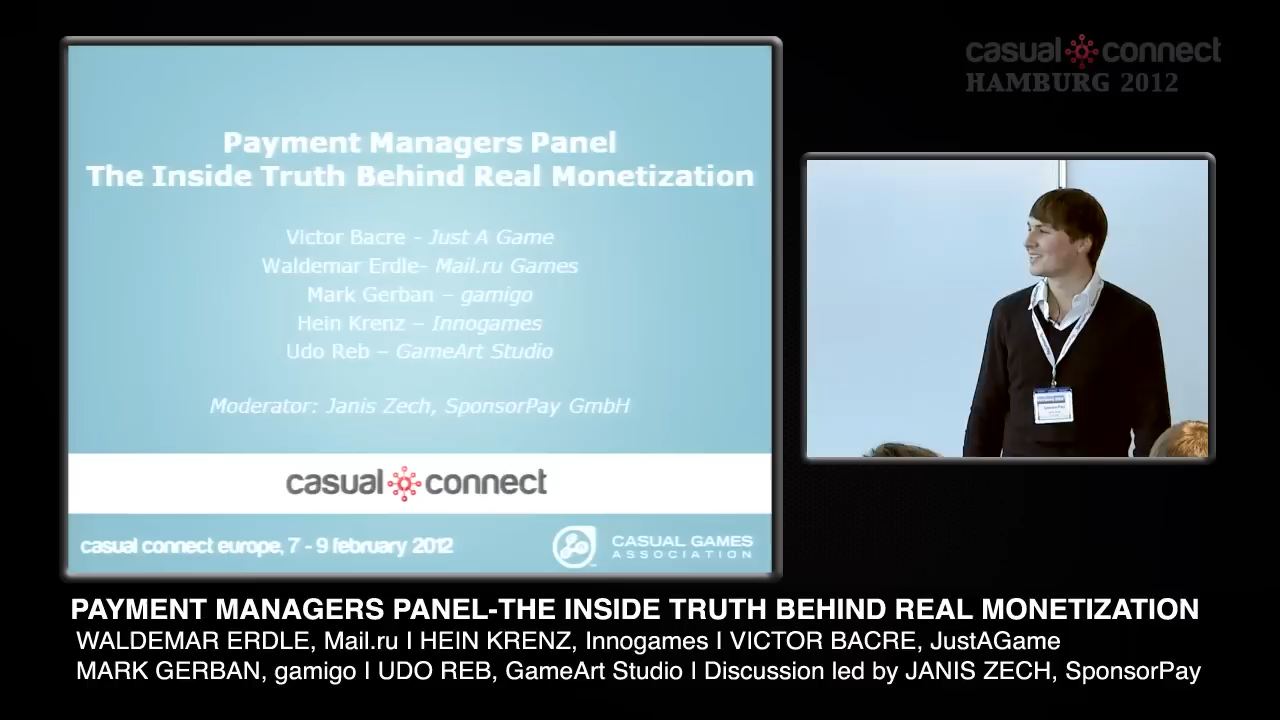 Payment Managers Panel
The Inside Truth Behind Real Monetization
Victor Bacre - Just A Game
Waldemar Erdle- Mail.ru Games
Mark Gerban – gamigo
Hein Krenz – Innogames
Udo Reb – GameArt Studio
Moderator: Janis Zech, SponsorPay GmbH
casual connect
casual connect europe, 7 - 9 february 2012
CASUAL GAMES
ASSOCIATION
casual connect
HAMBURG 2012
PAYMENT MANAGERS PANEL-THE INSIDE TRUTH BEHIND REAL MONETIZATION
WALDEMAR ERDLE, Mail.ru I HEIN KRENZ, Innogames I VICTOR BACRE, JustAGame
MARK GERBAN, gamigo I UDO REB, GameArt Studio I Discussion led by JANIS ZECH, SponsorPay